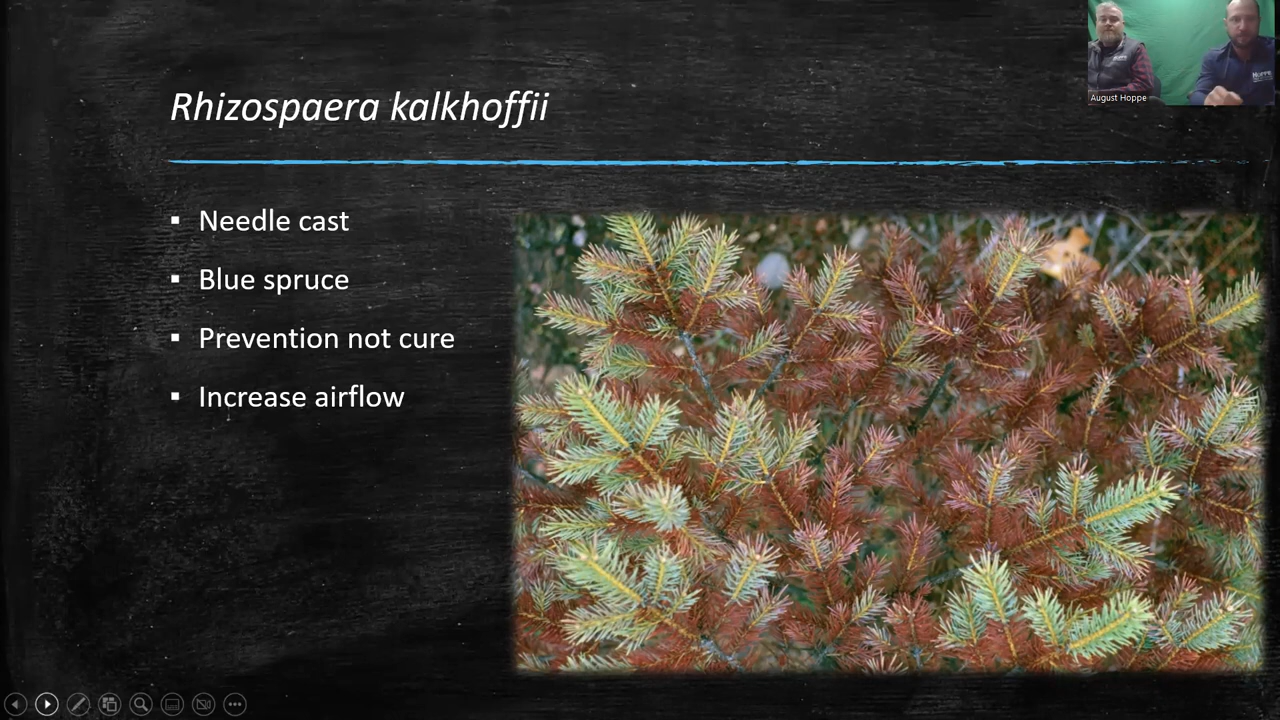 August Hoppe
Rhizospaera kalkhoffii
▪ Needle cast
▪ Blue spruce
▪ Prevention not cure
▪ Increase airflow